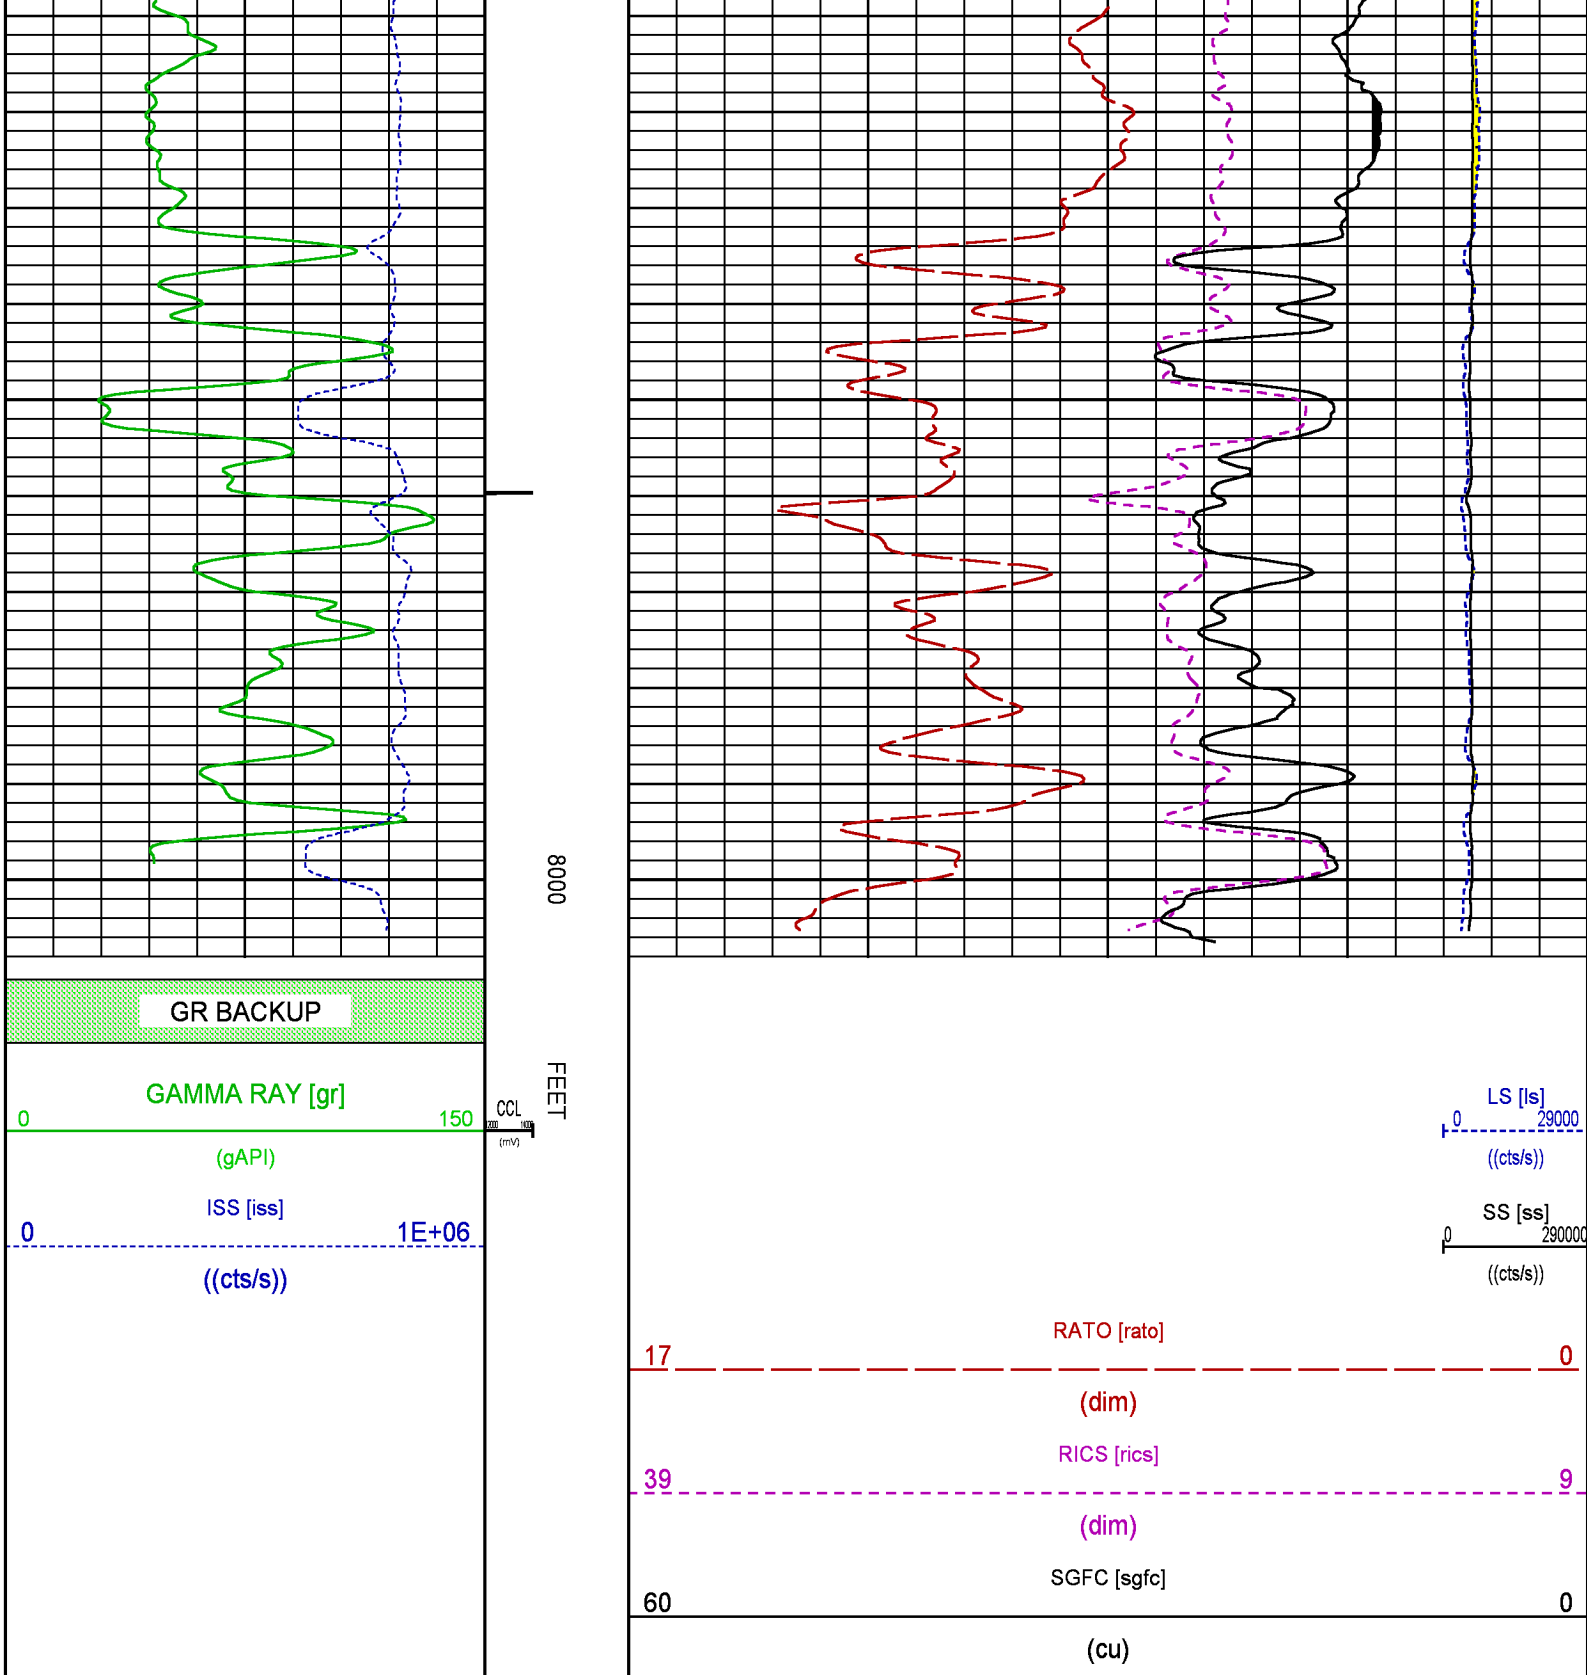 8000
GR BACKUP
FEET
GAMMA RAY [gr]
0 150
(gAPI)
CCL
(mV)
ISS [iss]
0 1E+06
((cts/s))
LS [ls]
0 29000
((cts/s))
SS [ss]
0 290000
((cts/s))
RATO [rato]
17 0
(dim)
RICS [rics]
39 9
(dim)
SGFC [sgfc]
60 0
(cu)